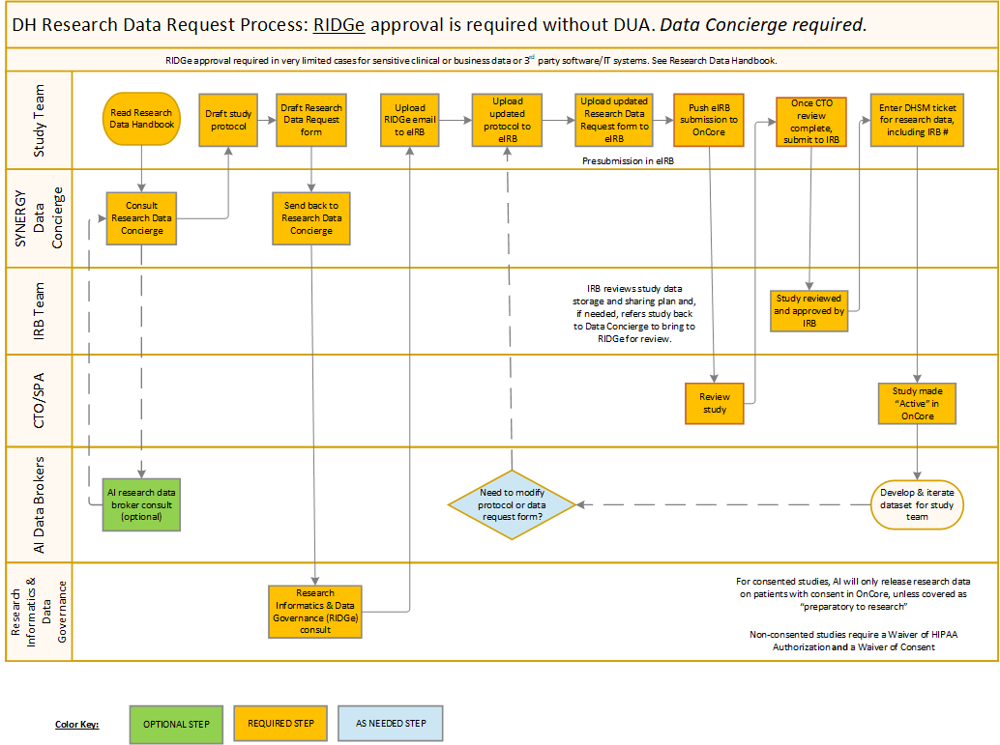 DH Research Data Request Process: RIDGe approval is required without DUA. Data Concierge required.
RIDGe approval required in very limited cases for sensitive clinical or business data or 3rd party software/IT systems. See Research Data Handbook.
Study Team
Read Research
Data Handbook
Draft study
protocol
Draft Research
Data Request
form
Upload
RIDGe email
to eIRB
Upload
updated
protocol to
eIRB
Upload updated
Research Data
Request form to
eIRB
Push eIRB
submission to
OnCore
Once CTO
review
complete,
submit to IRB
Enter DHSM ticket
for research data,
including IRB #
Presubmission in eIRB
SYNERGY
Data
Concierge
Consult
Research Data
Concierge
Send back to
Research Data
Concierge
IRB Team
IRB reviews study data
storage and sharing plan and,
if needed, refers study back
to Data Concierge to bring to
RIDGe for review.
Study reviewed
and approved by
IRB
CTO/SPA
Review
study
Study made
“Active” in
OnCore
AI Data Brokers
AI research data
broker consult
(optional)
Need to modify
protocol or data
request form?
Develop & iterate
dataset for study
team
Research
Informatics &
Data
Governance
Research
Informatics & Data
Governance (RIDGe)
consult
For consented studies, AI will only release research data
on patients with consent in OnCore, unless covered as
“preparatory to research”
Non-consented studies require a Waiver of HIPAA
Authorization and a Waiver of Consent
Color Key:
OPTIONAL STEP
REQUIRED STEP
AS NEEDED STEP